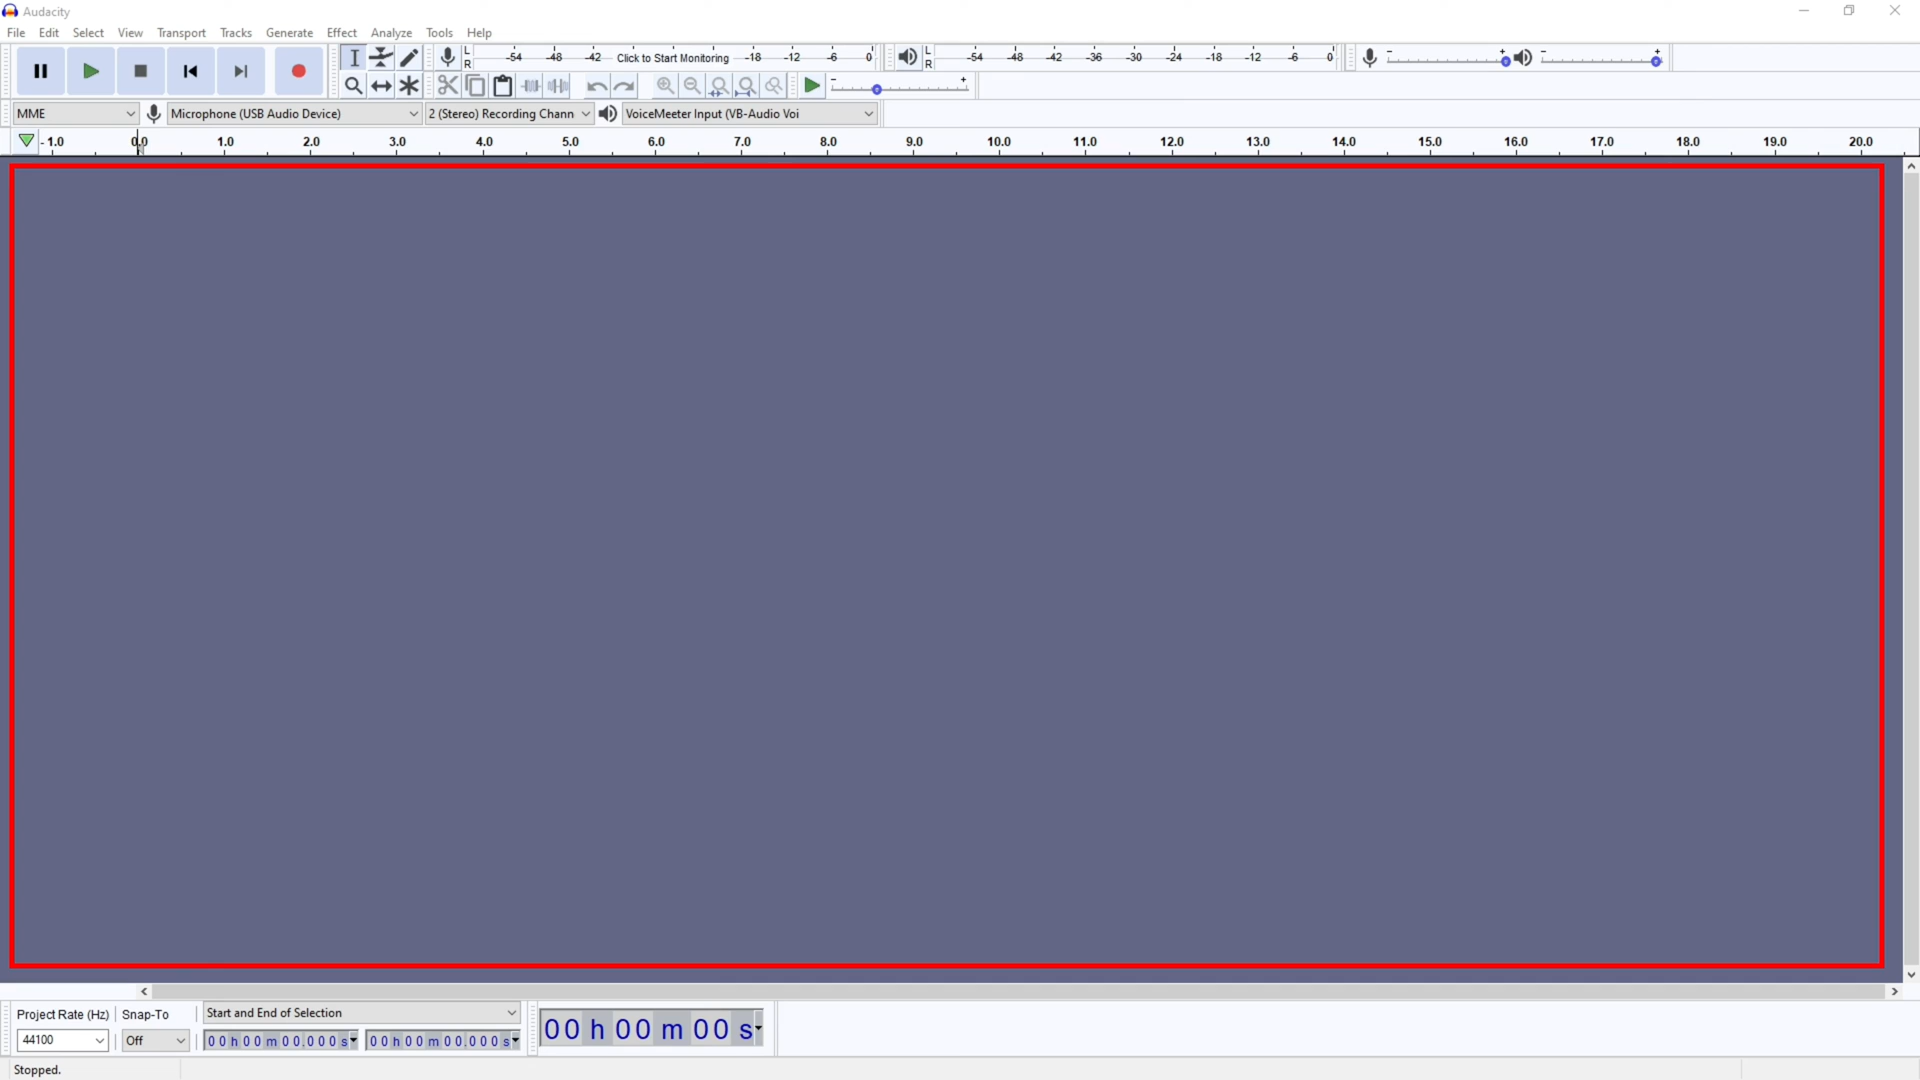 Audacity
File Edit Select View Transport Tracks Generate Effect Analyze Tools Help
L
R
-54 -48 -42 Click to Start Monitoring -18 -12 -6 0
L
R
-54 -48 -42 -36 -30 -24 -18 -12 -6 0
- +
- +
- +
MME
Microphone (USB Audio Device)
2 (Stereo) Recording Chann
VoiceMeeter Input (VB-Audio Voi
-1.0 0.0 1.0 2.0 3.0 4.0 5.0 6.0 7.0 8.0 9.0 10.0 11.0 12.0 13.0 14.0 15.0 16.0 17.0 18.0 19.0 20.0
Project Rate (Hz) Snap-To Start and End of Selection
44100 Off 00 h 00 m 00.000 s 00 h 00 m 00.000 s
00 h 00 m 00 s
Stopped.